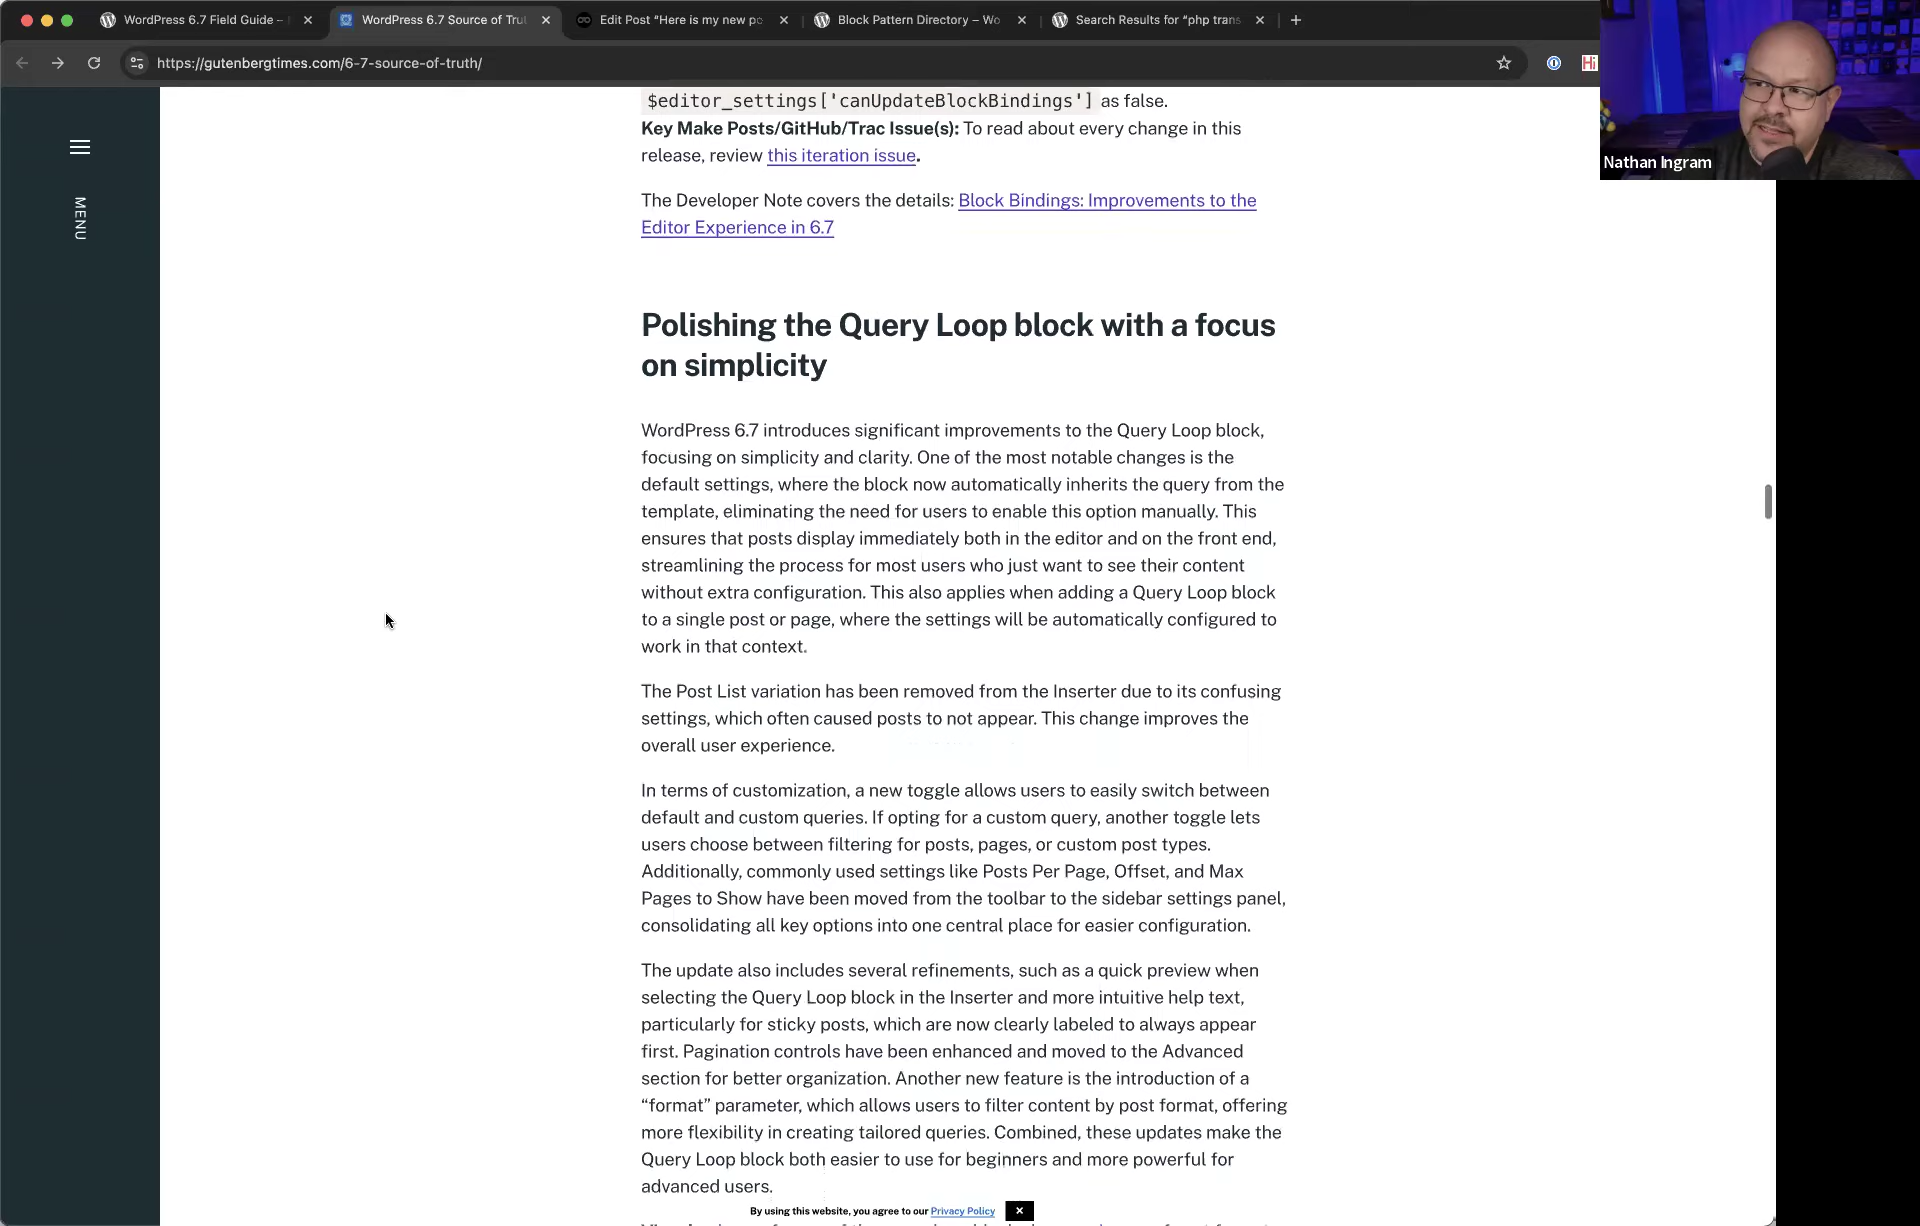 WordPress 6.7 Field Guide –
WordPress 6.7 Source of Trut
Edit Post “Here is my new po
Block Pattern Directory – Wo
Search Results for “php trans
https://gutenbergtimes.com/6-7-source-of-truth/
Hi
Nathan Ingram
MENU
$editor_settings['canUpdateBlockBindings'] as false.
Key Make Posts/GitHub/Trac Issue(s): To read about every change in this
release, review this iteration issue.
The Developer Note covers the details: Block Bindings: Improvements to the
Editor Experience in 6.7
Polishing the Query Loop block with a focus
on simplicity
WordPress 6.7 introduces significant improvements to the Query Loop block,
focusing on simplicity and clarity. One of the most notable changes is the
default settings, where the block now automatically inherits the query from the
template, eliminating the need for users to enable this option manually. This
ensures that posts display immediately both in the editor and on the front end,
streamlining the process for most users who just want to see their content
without extra configuration. This also applies when adding a Query Loop block
to a single post or page, where the settings will be automatically configured to
work in that context.
The Post List variation has been removed from the Inserter due to its confusing
settings, which often caused posts to not appear. This change improves the
overall user experience.
In terms of customization, a new toggle allows users to easily switch between
default and custom queries. If opting for a custom query, another toggle lets
users choose between filtering for posts, pages, or custom post types.
Additionally, commonly used settings like Posts Per Page, Offset, and Max
Pages to Show have been moved from the toolbar to the sidebar settings panel,
consolidating all key options into one central place for easier configuration.
The update also includes several refinements, such as a quick preview when
selecting the Query Loop block in the Inserter and more intuitive help text,
particularly for sticky posts, which are now clearly labeled to always appear
first. Pagination controls have been enhanced and moved to the Advanced
section for better organization. Another new feature is the introduction of a
“format” parameter, which allows users to filter content by post format, offering
more flexibility in creating tailored queries. Combined, these updates make the
Query Loop block both easier to use for beginners and more powerful for
advanced users.
By using this website, you agree to our Privacy Policy